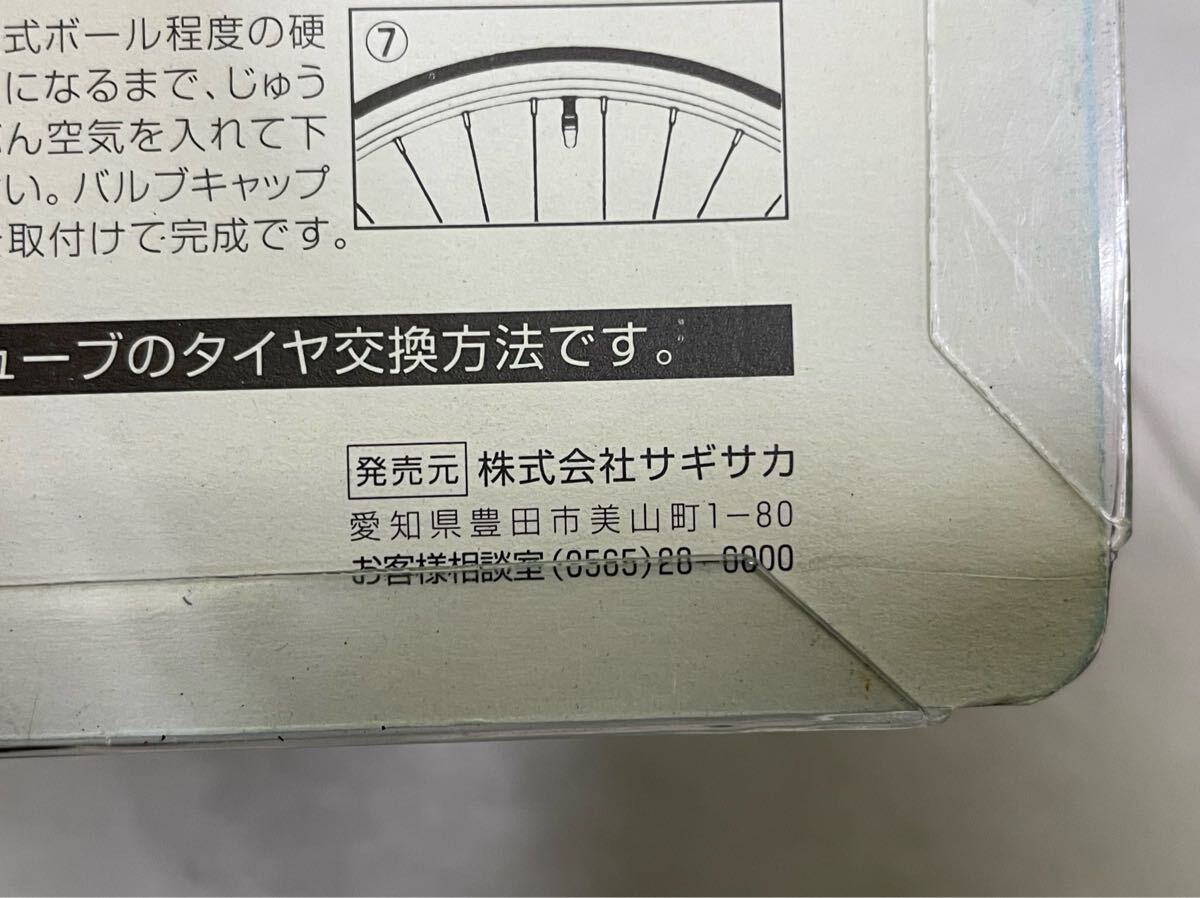 式ボール程度の硬
になるまで、じゅう
ん空気を入れて下
い。バルブキャップ
取付けで完成です。
⑦
ューブのタイヤ交換方法です。
発売元 株式会社サギサカ
愛知県豊田市美山町1-80
お客様相談室